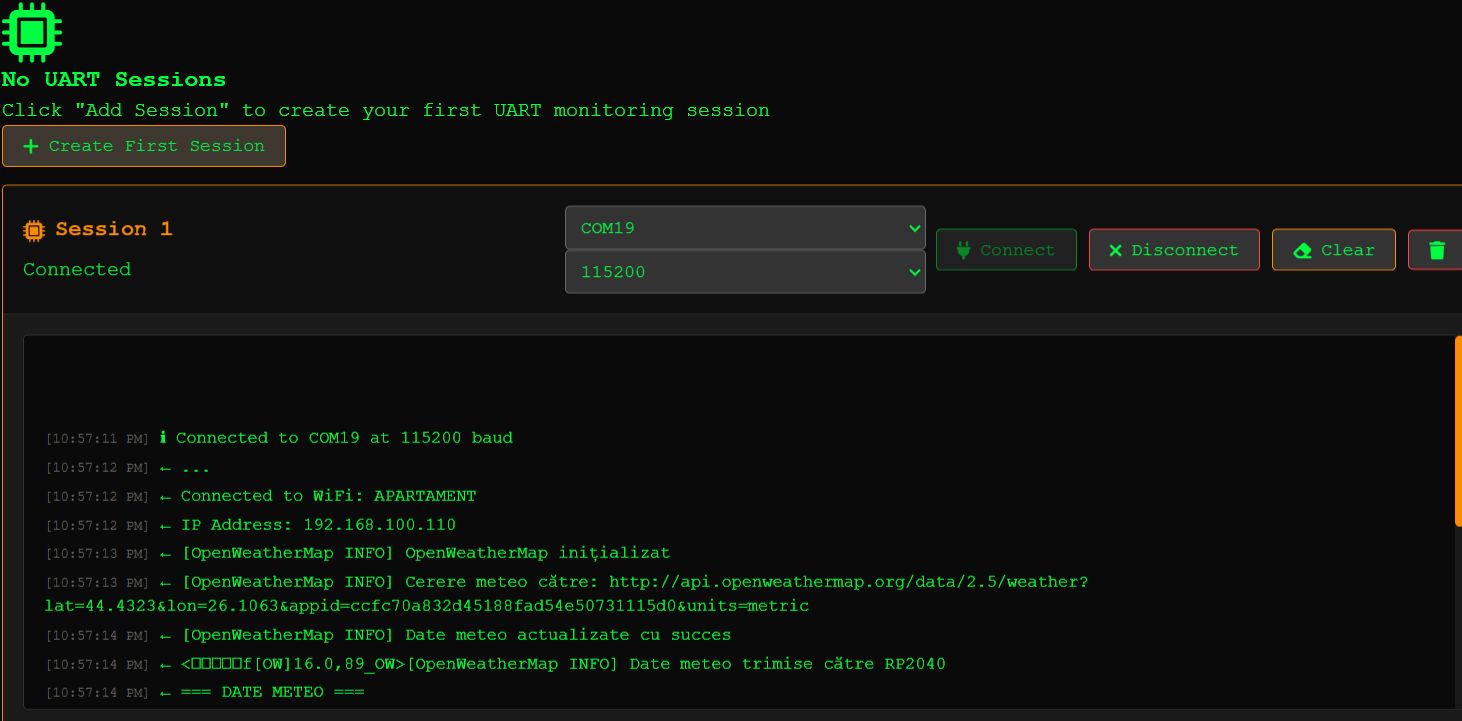 No UART Sessions
Click "Add Session" to create your first UART monitoring session
+ Create First Session
Session 1
Connected
COM19
115200
Connect
Disconnect
Clear
[10:57:11 PM] ℹ Connected to COM19 at 115200 baud
[10:57:12 PM] ← ...
[10:57:12 PM] ← Connected to WiFi: APARTAMENT
[10:57:12 PM] ← IP Address: 192.168.100.110
[10:57:13 PM] ← [OpenWeatherMap INFO] OpenWeatherMap inițializat
[10:57:13 PM] ← [OpenWeatherMap INFO] Cerere meteo către: http://api.openweathermap.org/data/2.5/weather?
lat=44.4323&lon=26.1063&appid=ccfc70a832d45188fad54e50731115d0&units=metric
[10:57:14 PM] ← [OpenWeatherMap INFO] Date meteo actualizate cu succes
[10:57:14 PM] ← <□□□□□f[OW]16.0,89_OW>[OpenWeatherMap INFO] Date meteo trimise către RP2040
[10:57:14 PM] ← === DATE METEO ===